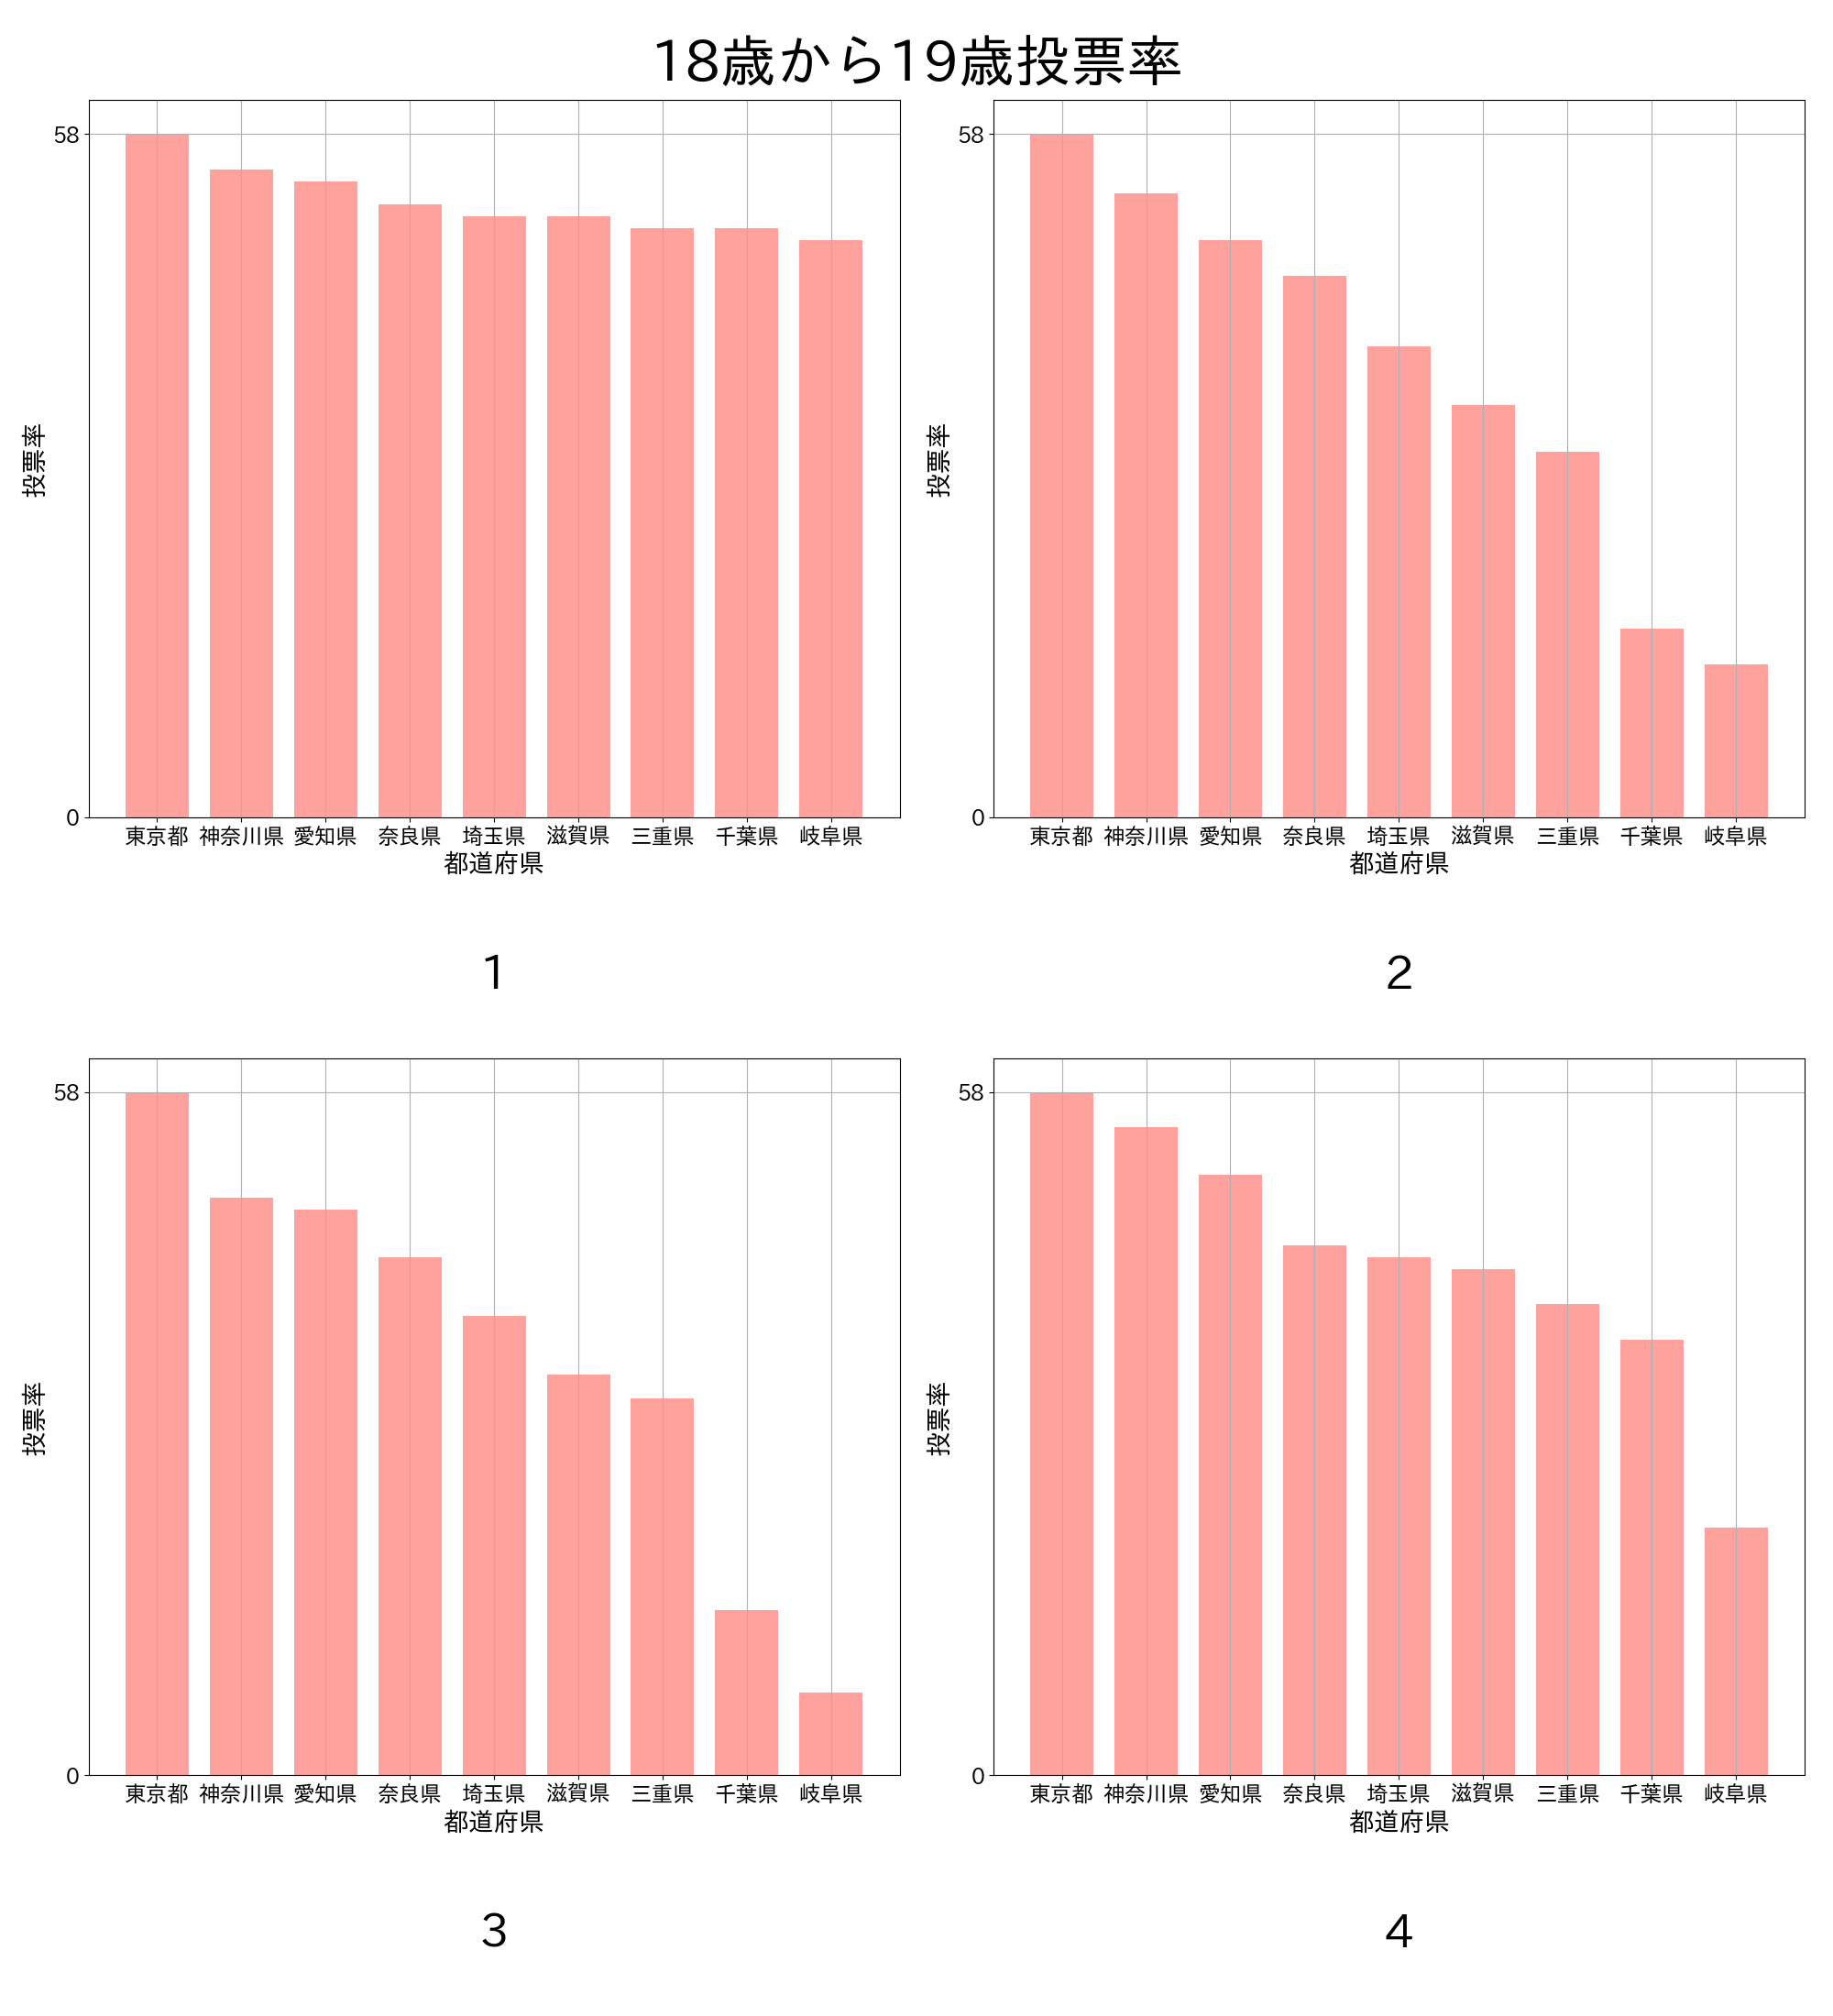 18歳から19歳投票率
58
0
投票率
東京都 神奈川県 愛知県 奈良県 埼玉県 滋賀県 三重県 千葉県 岐阜県
都道府県
1
58
0
投票率
東京都 神奈川県 愛知県 奈良県 埼玉県 滋賀県 三重県 千葉県 岐阜県
都道府県
2
58
0
投票率
東京都 神奈川県 愛知県 奈良県 埼玉県 滋賀県 三重県 千葉県 岐阜県
都道府県
3
58
0
投票率
東京都 神奈川県 愛知県 奈良県 埼玉県 滋賀県 三重県 千葉県 岐阜県
都道府県
4